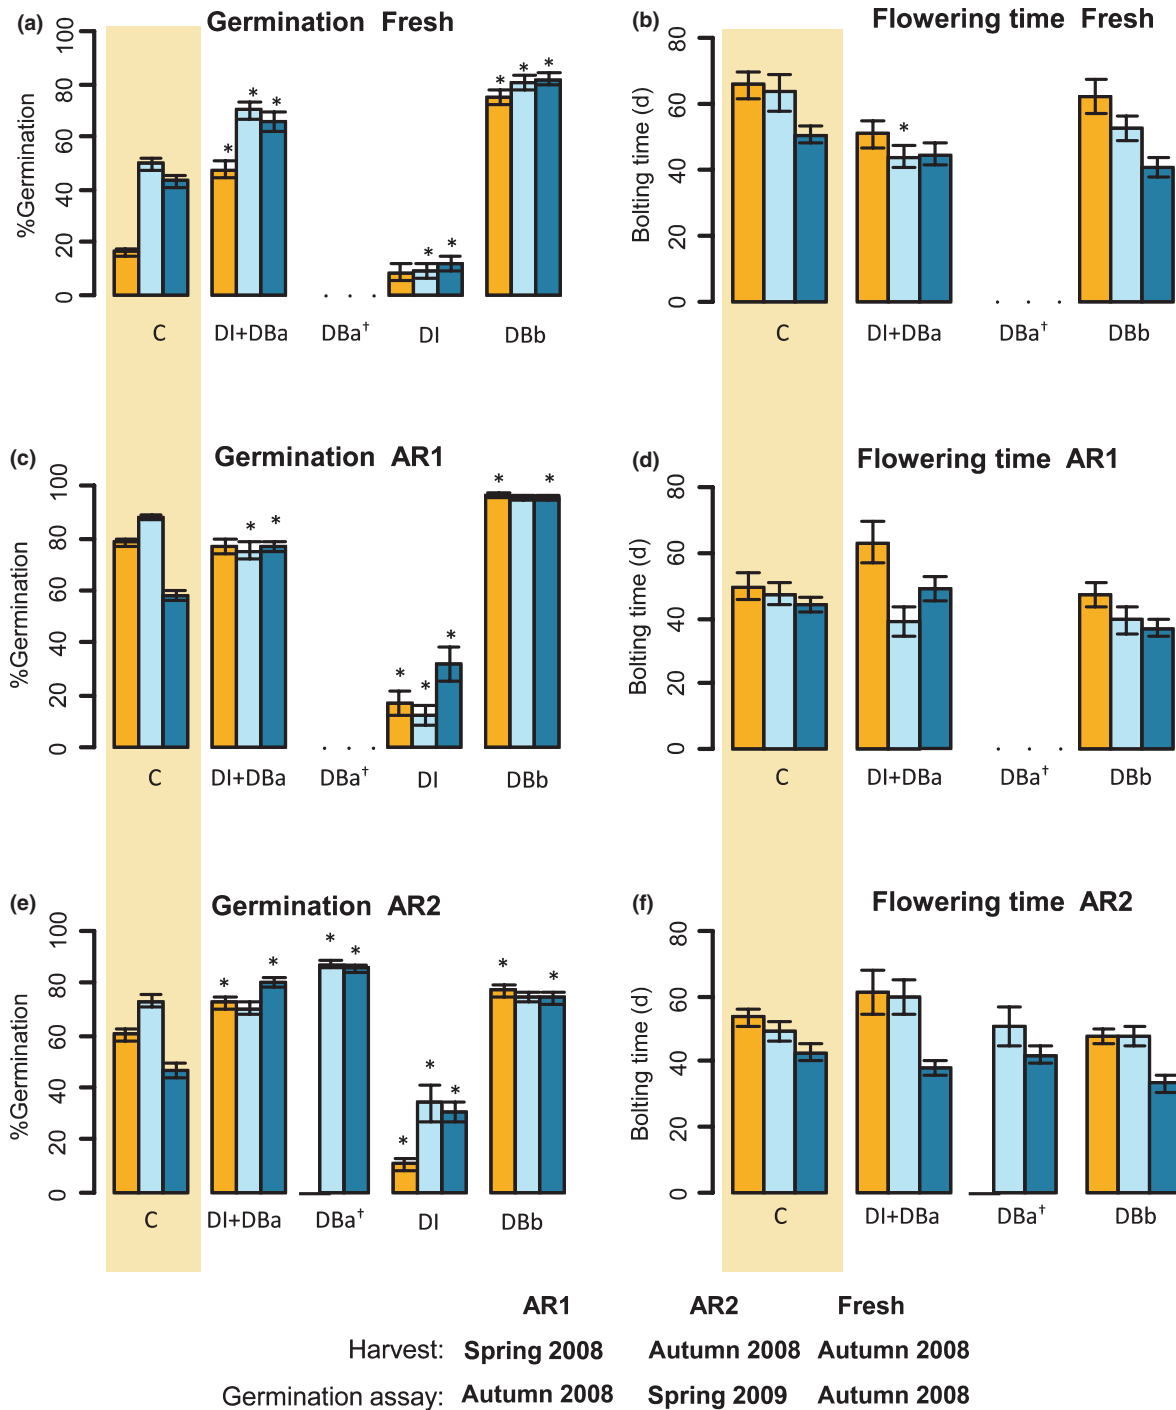 (a) Germination Fresh
%Germination
0 20 40 60 80 100
* * * * * * * *
C DI+DBa DBa† DI DBb
(b) Flowering time Fresh
Bolting time (d)
0 20 40 60 80
*
C DI+DBa DBa† DBb
(c) Germination AR1
%Germination
0 20 40 60 80 100
* * * * * * *
C DI+DBa DBa† DI DBb
(d) Flowering time AR1
Bolting time (d)
0 20 40 60 80
C DI+DBa DBa† DBb
(e) Germination AR2
%Germination
0 20 40 60 80 100
* * * * * * * * *
C DI+DBa DBa† DI DBb
(f) Flowering time AR2
Bolting time (d)
0 20 40 60 80
C DI+DBa DBa† DBb
AR1 AR2 Fresh
Harvest: Spring 2008 Autumn 2008 Autumn 2008
Germination assay: Autumn 2008 Spring 2009 Autumn 2008